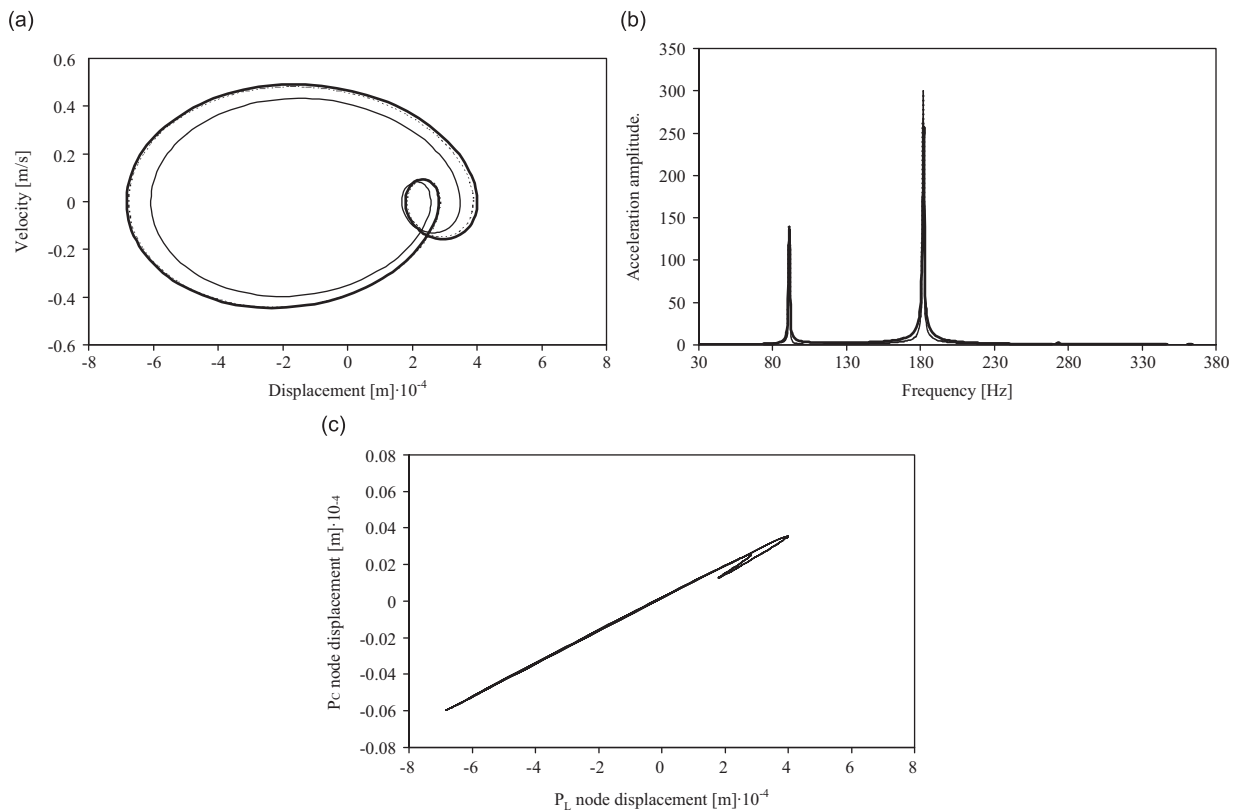 (a)
0.6
0.4
0.2
0
-0.2
-0.4
-0.6
Velocity [m/s]
-8 -6 -4 -2 0 2 4 6 8
Displacement [m]·10-4
(b)
350
300
250
200
150
100
50
0
Acceleration amplitude.
30 80 130 180 230 280 330 380
Frequency [Hz]
(c)
0.08
0.06
0.04
0.02
0
-0.02
-0.04
-0.06
-0.08
Pc node displacement [m]·10-4
-8 -6 -4 -2 0 2 4 6 8
PL node displacement [m]·10-4